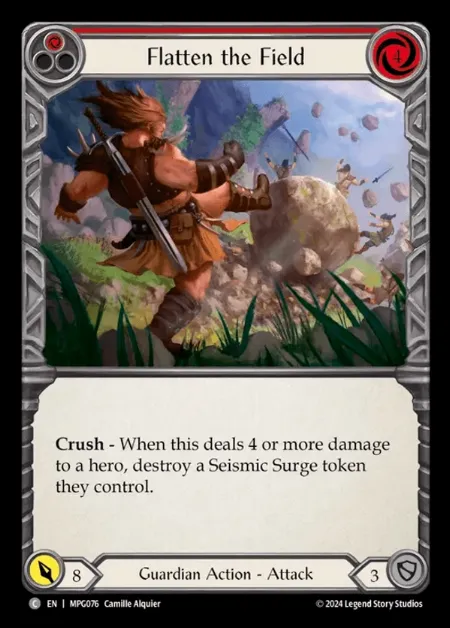 Flatten the Field
4
Crush - When this deals 4 or more damage
to a hero, destroy a Seismic Surge token
they control.
8
Guardian Action - Attack
3
C EN | MPG076 Camille Alquier
© 2024 Legend Story Studios